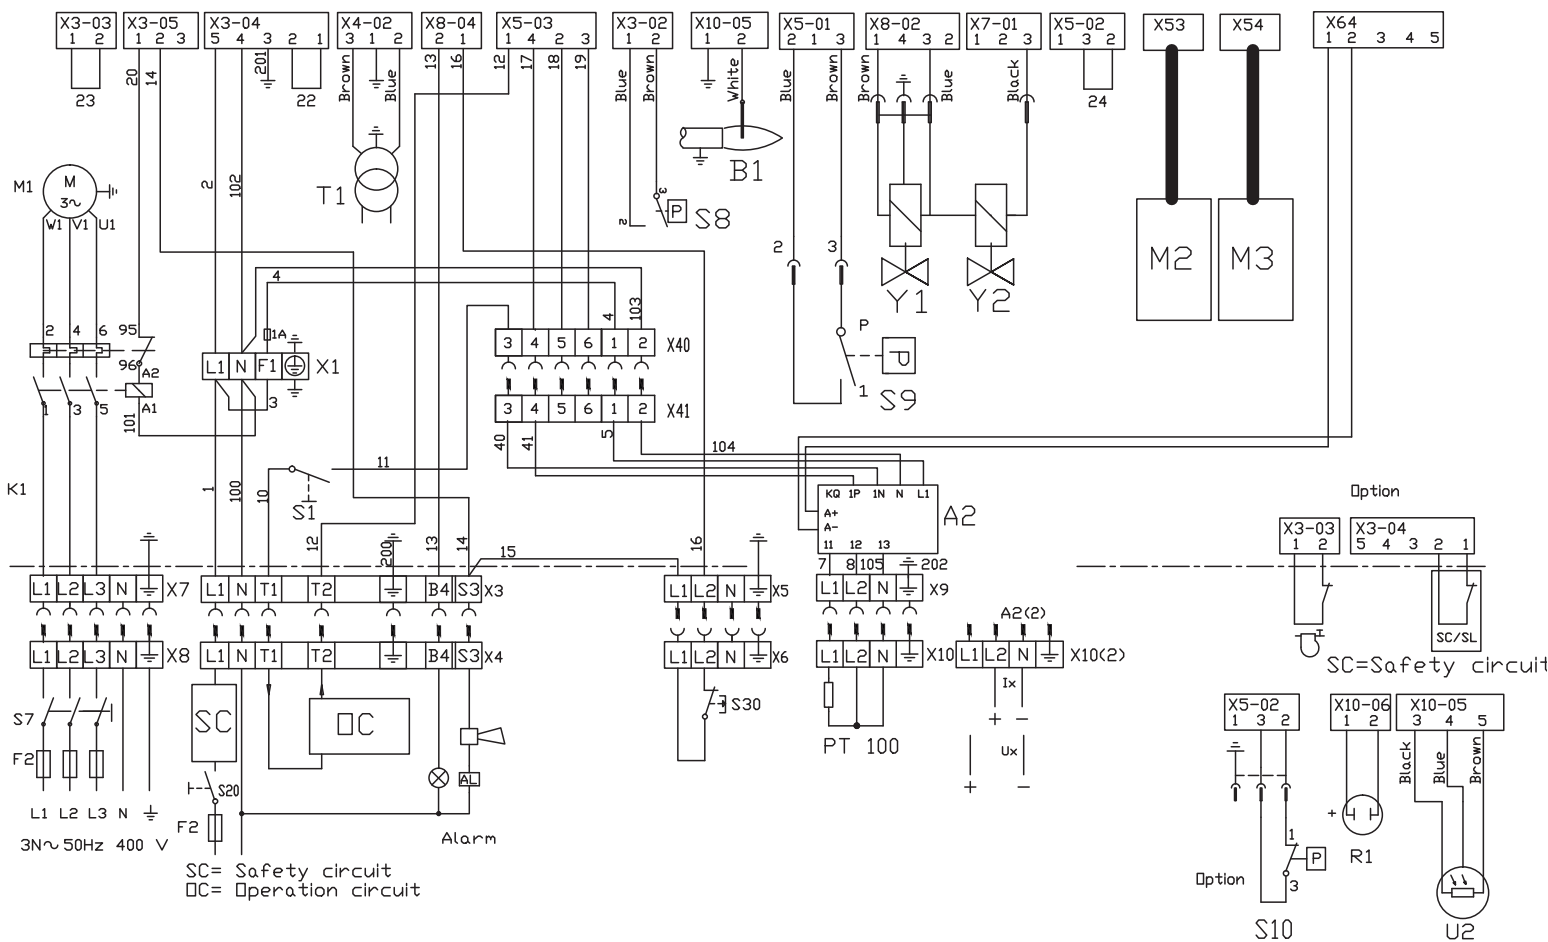 X3-03 X3-05 X3-04 X4-02 X8-04 X5-03 X3-02 X10-05 X5-01 X8-02 X7-01 X5-02 X53 X54 X64
1 2 1 2 3 5 4 3 2 1 3 1 2 2 1 1 4 2 3 1 2 1 2 2 1 3 1 4 3 2 1 2 3 1 3 2 1 2 3 4 5
20 14 201 Brown Blue 13 16 12 17 18 19 Blue Brown White Blue Brown Brown Blue Black
23 22 24
M1 M 3~
W1 V1 U1
2 102 T1 B1
3 P S8
2
2 3
M2 M3
Y1 Y2
4
4 103
2 4 6 95
1A
96 A2
A1
101
L1 N F1 X1
3
3 4 5 6 1 2 X40
P
P
1
S9
3 4 5 6 1 2 X41
1 3 5
40 41 5 104
11
K1
1 100 10 S1
KQ 1P 1N N L1
A+
A-
11 12 13
A2
12 200 13 14 15 16
7 8 105 202
L1 L2 L3 N X7
L1 N T1 T2 B4 S3 X3
L1 L2 N X5
L1 L2 N X9
A2(2)
L1 L2 L3 N X8
L1 N T1 T2 B4 S3 X4
L1 L2 N X6
L1 L2 N X10
L1 L2 N X10(2)
Ix
+ −
Ux
+ −
S7
F2
SC OC
S20
F2
AL
S30
PT 100
L1 L2 L3 N
3N~ 50Hz 400 V
Alarm
SC= Safety circuit
OC= Operation circuit
Option
X3-03 X3-04
1 2 5 4 3 2 1
SC/SL
SC=Safety circuit
X5-02 X10-06 X10-05
1 3 2 1 2 3 4 5
Black Blue Brown
+
1
P
3
R1
Option
S10 U2